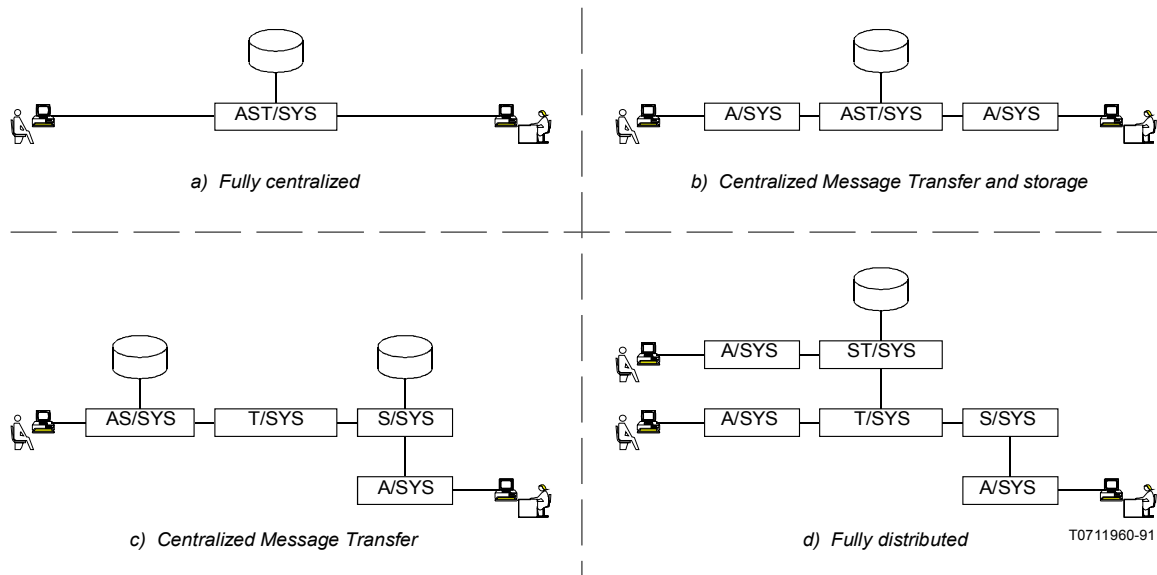 AST/SYS
a) Fully centralized
A/SYS
AST/SYS
A/SYS
b) Centralized Message Transfer and storage
AS/SYS
T/SYS
S/SYS
A/SYS
c) Centralized Message Transfer
A/SYS
ST/SYS
A/SYS
T/SYS
S/SYS
A/SYS
d) Fully distributed
T0711960-91